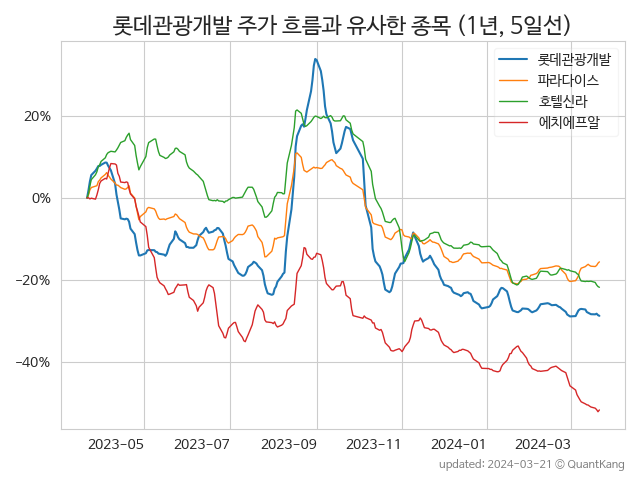 롯데관광개발 주가 흐름과 유사한 종목 (1년, 5일선)
롯데관광개발
파라다이스
호텔신라
에치에프알
20%
0%
−20%
−40%
2023-05 2023-07 2023-09 2023-11 2024-01 2024-03
updated: 2024-03-21 © QuantKang